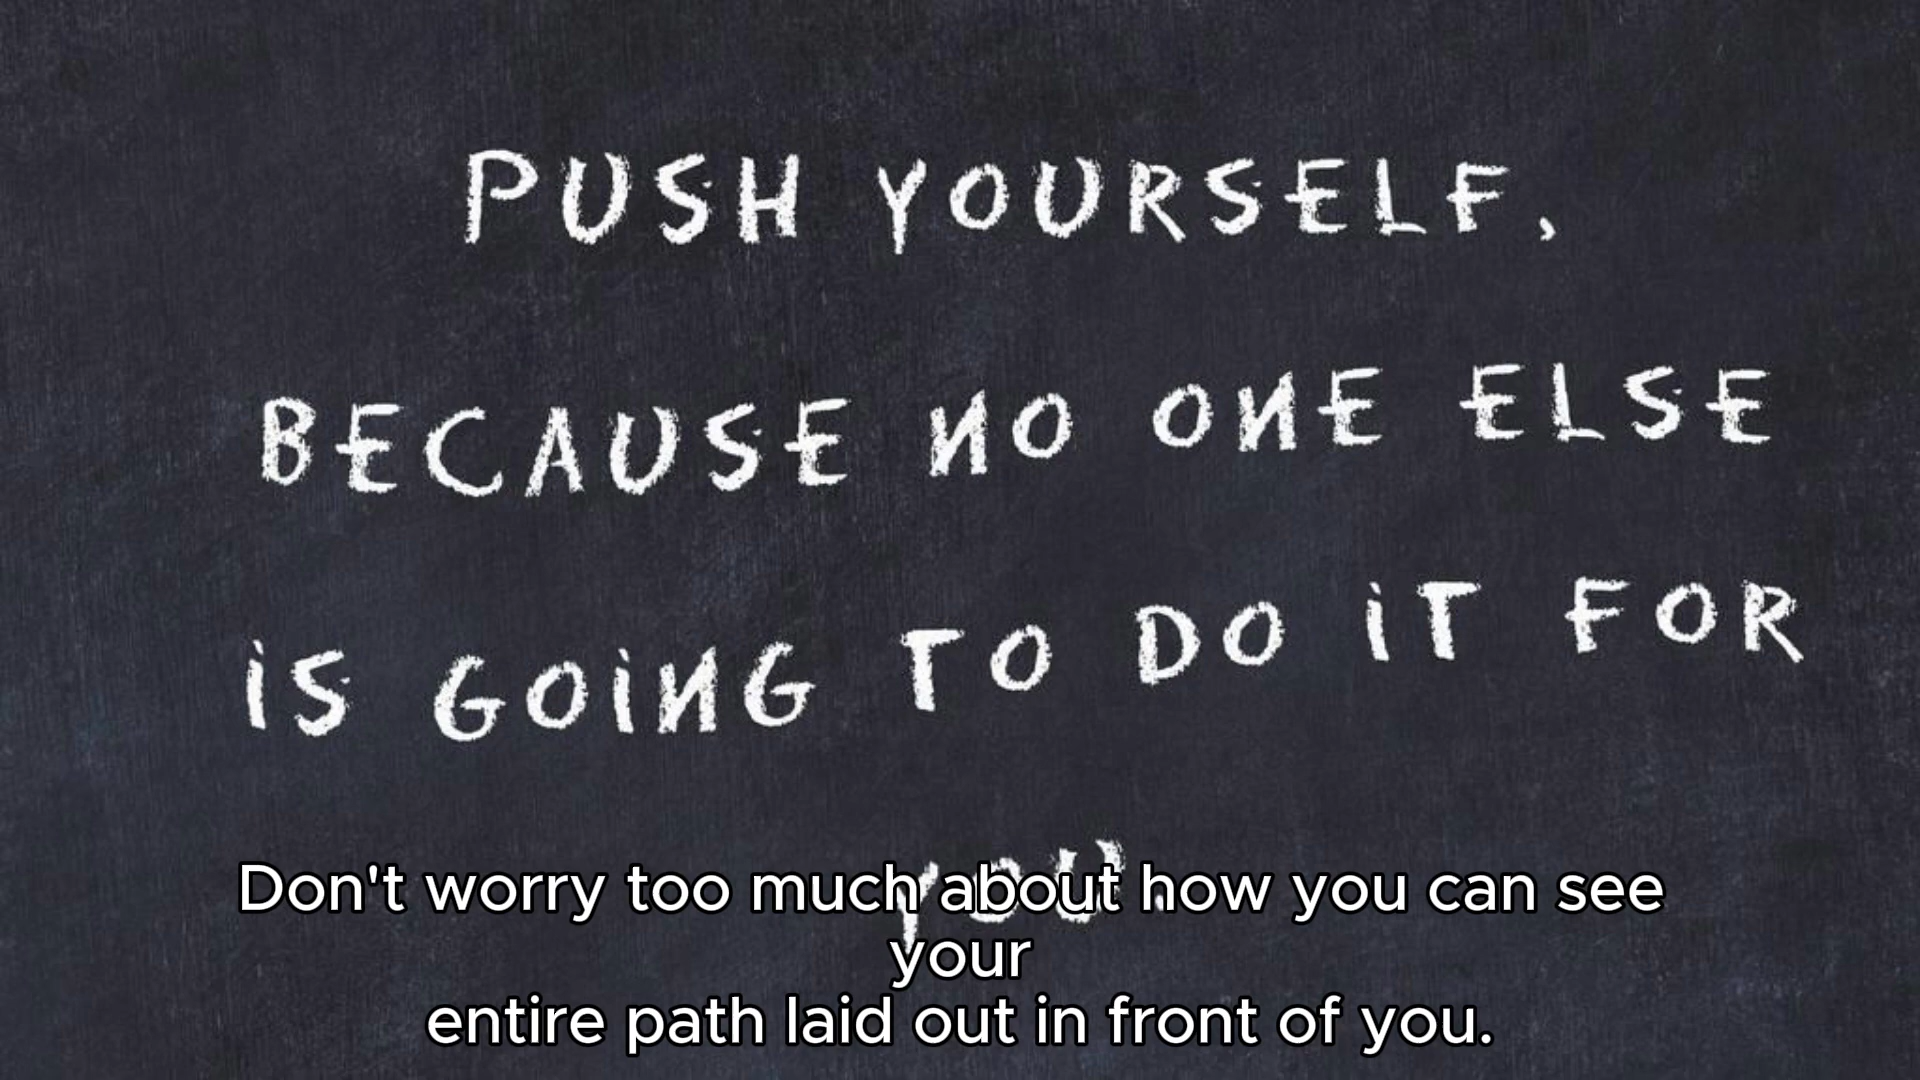 PUSH YOURSELF,
BECAUSE NO ONE ELSE
iS GOiNG TO DO iT FOR
YOU.
Don't worry too much about how you can see
your
entire path laid out in front of you.